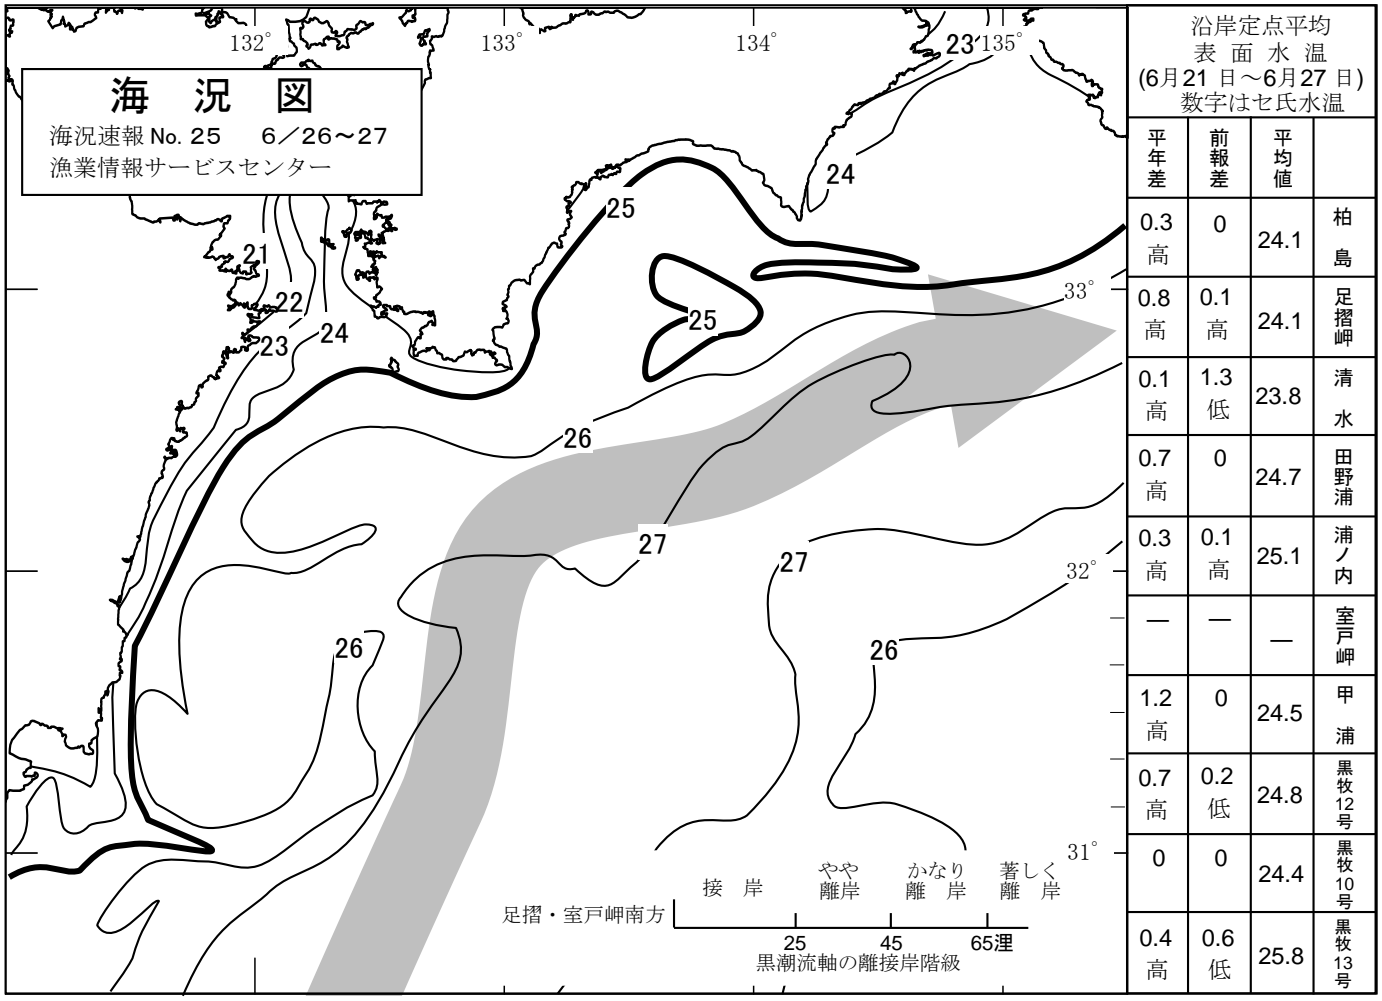 132° 133° 134° 23 135°
海 況 図
海況速報 No. 25 6／26～27
漁業情報サービスセンター
24
25
21
22
23 24
25
33°
26
27
27
32°
26
26
31°
接 岸 やや離岸 かなり離岸 著しく離岸
足摺・室戸岬南方
25 45 65浬
黒潮流軸の離接岸階級
沿岸定点平均
表 面 水 温
(6月21 日～6月27 日)
数字はセ氏水温
平年差 前報差 平均値
0.3高 0 24.1 柏島
0.8高 0.1高 24.1 足摺岬
0.1高 1.3低 23.8 清水
0.7高 0 24.7 田野浦
0.3高 0.1高 25.1 浦ノ内
― ― ― 室戸岬
1.2高 0 24.5 甲浦
0.7高 0.2低 24.8 黒牧12号
0 0 24.4 黒牧10号
0.4高 0.6低 25.8 黒牧13号